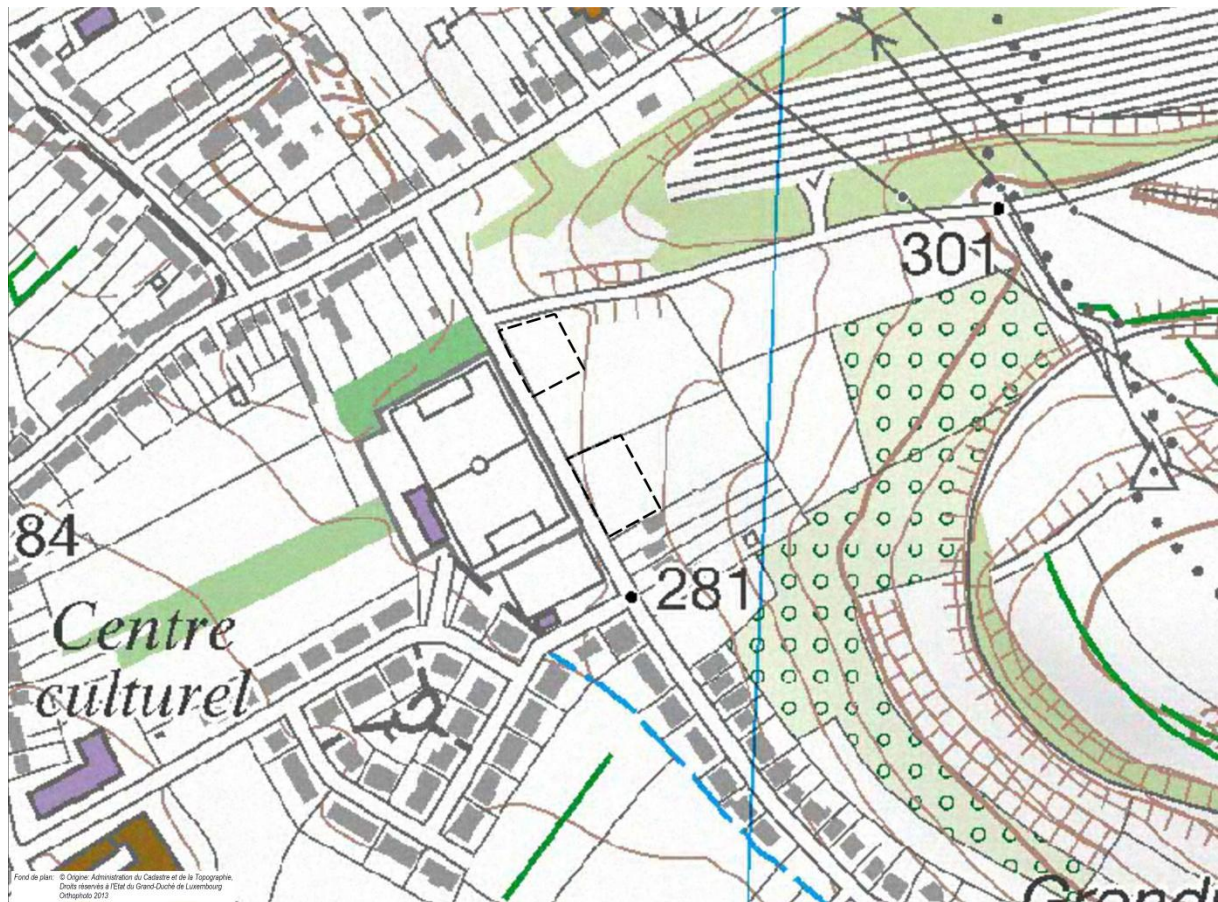 275
301
84
281
Centre
culturel
Fond de plan: © Origine: Administration du Cadastre et de la Topographie,
Droits réservés à l'Etat du Grand-Duché de Luxembourg
Orthophoto 2013